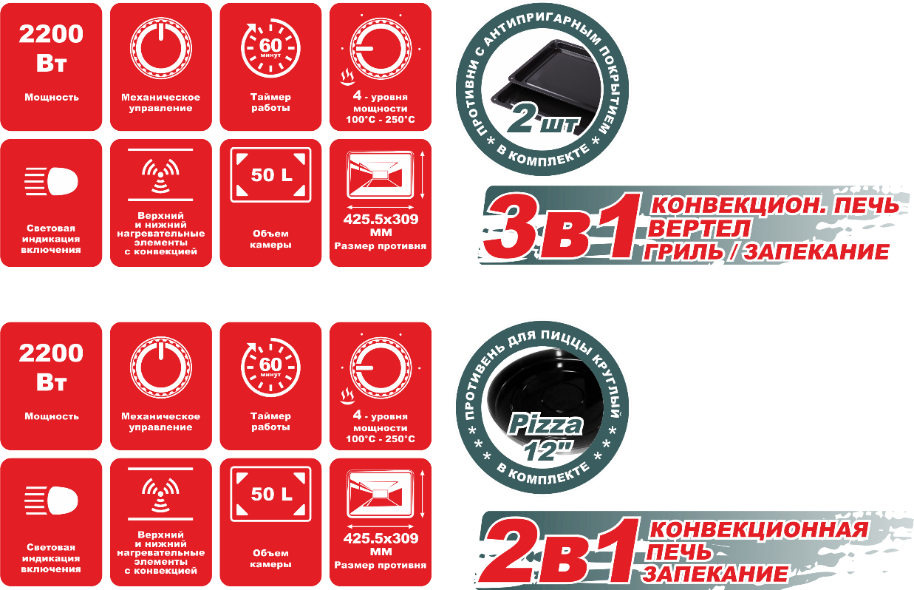 2200
Вт
Мощность
Механическое
управление
60
минут
Таймер
работы
4 - уровня
мощности
100°C - 250°C
Световая
индикация
включения
Верхний
и нижний
нагревательные
элементы
с конвекцией
50 L
Объем
камеры
425.5x309
ММ
Размер противня
ПРОТИВНИ С АНТИПРИГАРНЫМ ПОКРЫТИЕМ
2 шт
* В КОМПЛЕКТЕ *
3в1
КОНВЕКЦИОН. ПЕЧЬ
ВЕРТЕЛ
ГРИЛЬ / ЗАПЕКАНИЕ
2200
Вт
Мощность
Механическое
управление
60
минут
Таймер
работы
4 - уровня
мощности
100°C - 250°C
Световая
индикация
включения
Верхний
и нижний
нагревательные
элементы
с конвекцией
50 L
Объем
камеры
425.5x309
ММ
Размер противня
ПРОТИВЕНЬ ДЛЯ ПИЦЦЫ КРУГЛЫЙ
Pizza
12"
* * * В КОМПЛЕКТЕ * * *
2в1
КОНВЕКЦИОННАЯ
ПЕЧЬ
ЗАПЕКАНИЕ